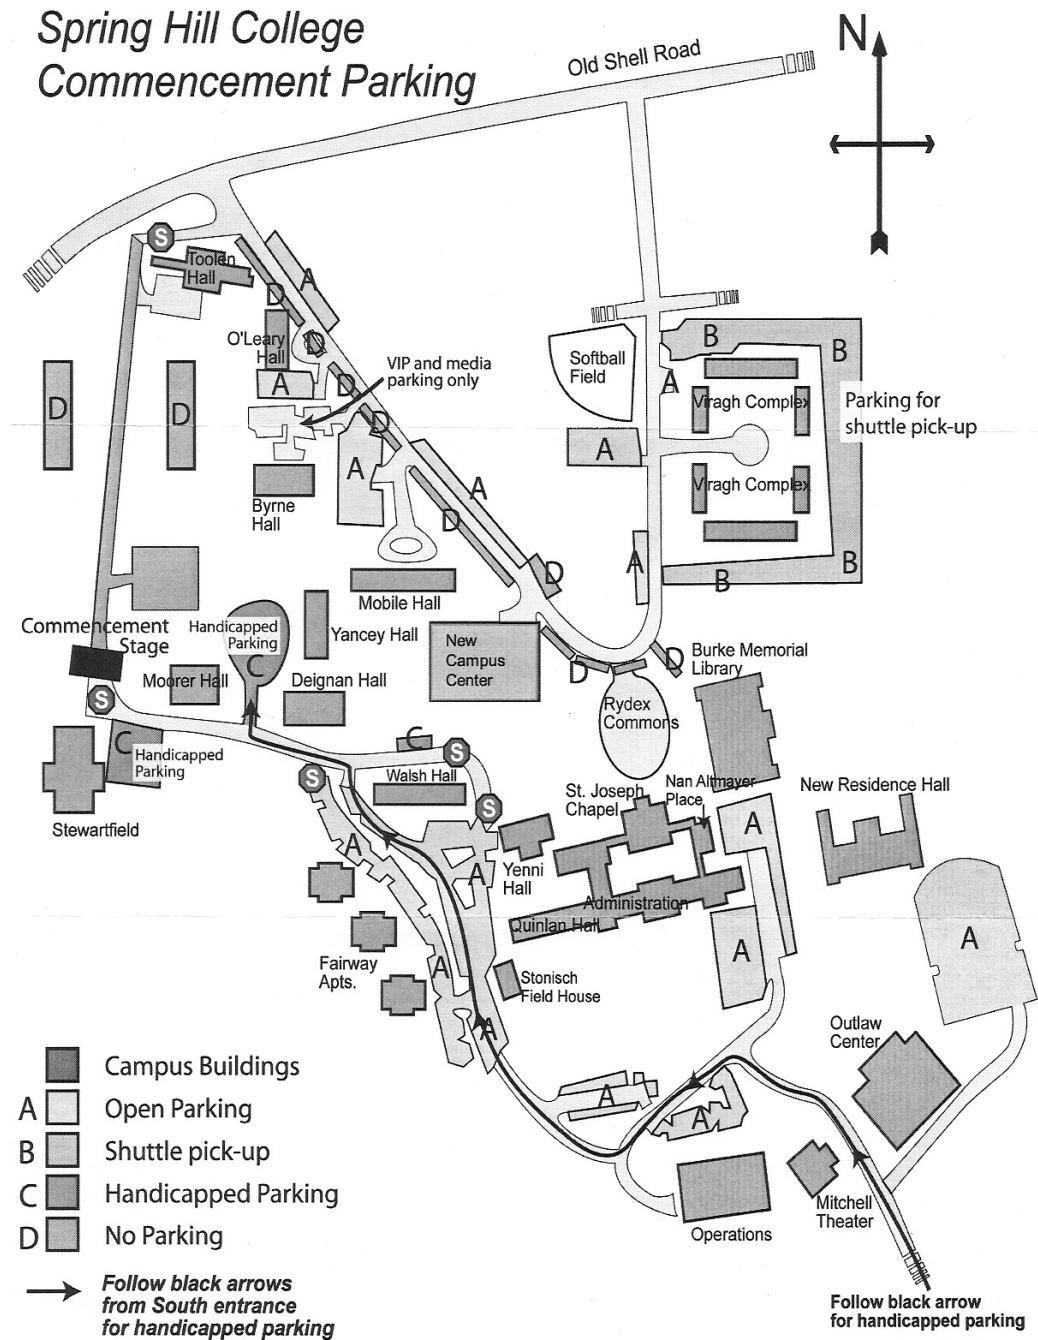 Spring Hill College
Commencement Parking
Old Shell Road
N
S
Toolen
Hall
A
D
O'Leary
Hall
D
A
D
VIP and media
parking only
D
D
D
A
Byrne
Hall
A
D
D
Mobile Hall
Softball
Field
A
A
A
B
B
Viragh Complex
Viragh Complex
B
B
Parking for
shuttle pick-up
Commencement
Stage
Handicapped
Parking
C
Yancey Hall
Moorer Hall
Deignan Hall
New
Campus
Center
D
D
Rydex
Commons
Burke Memorial
Library
S
C
Handicapped
Parking
Stewartfield
C
S
S
Walsh Hall
S
St. Joseph
Chapel
Nan Altmayer
Place
New Residence Hall
A
A
A
Yenni
Hall
Administration
Quinlan Hall
A
A
Fairway
Apts.
A
Stonisch
Field House
A
Outlaw
Center
A
A
Operations
Mitchell
Theater
Campus Buildings
A Open Parking
B Shuttle pick-up
C Handicapped Parking
D No Parking
Follow black arrows
from South entrance
for handicapped parking
Follow black arrow
for handicapped parking